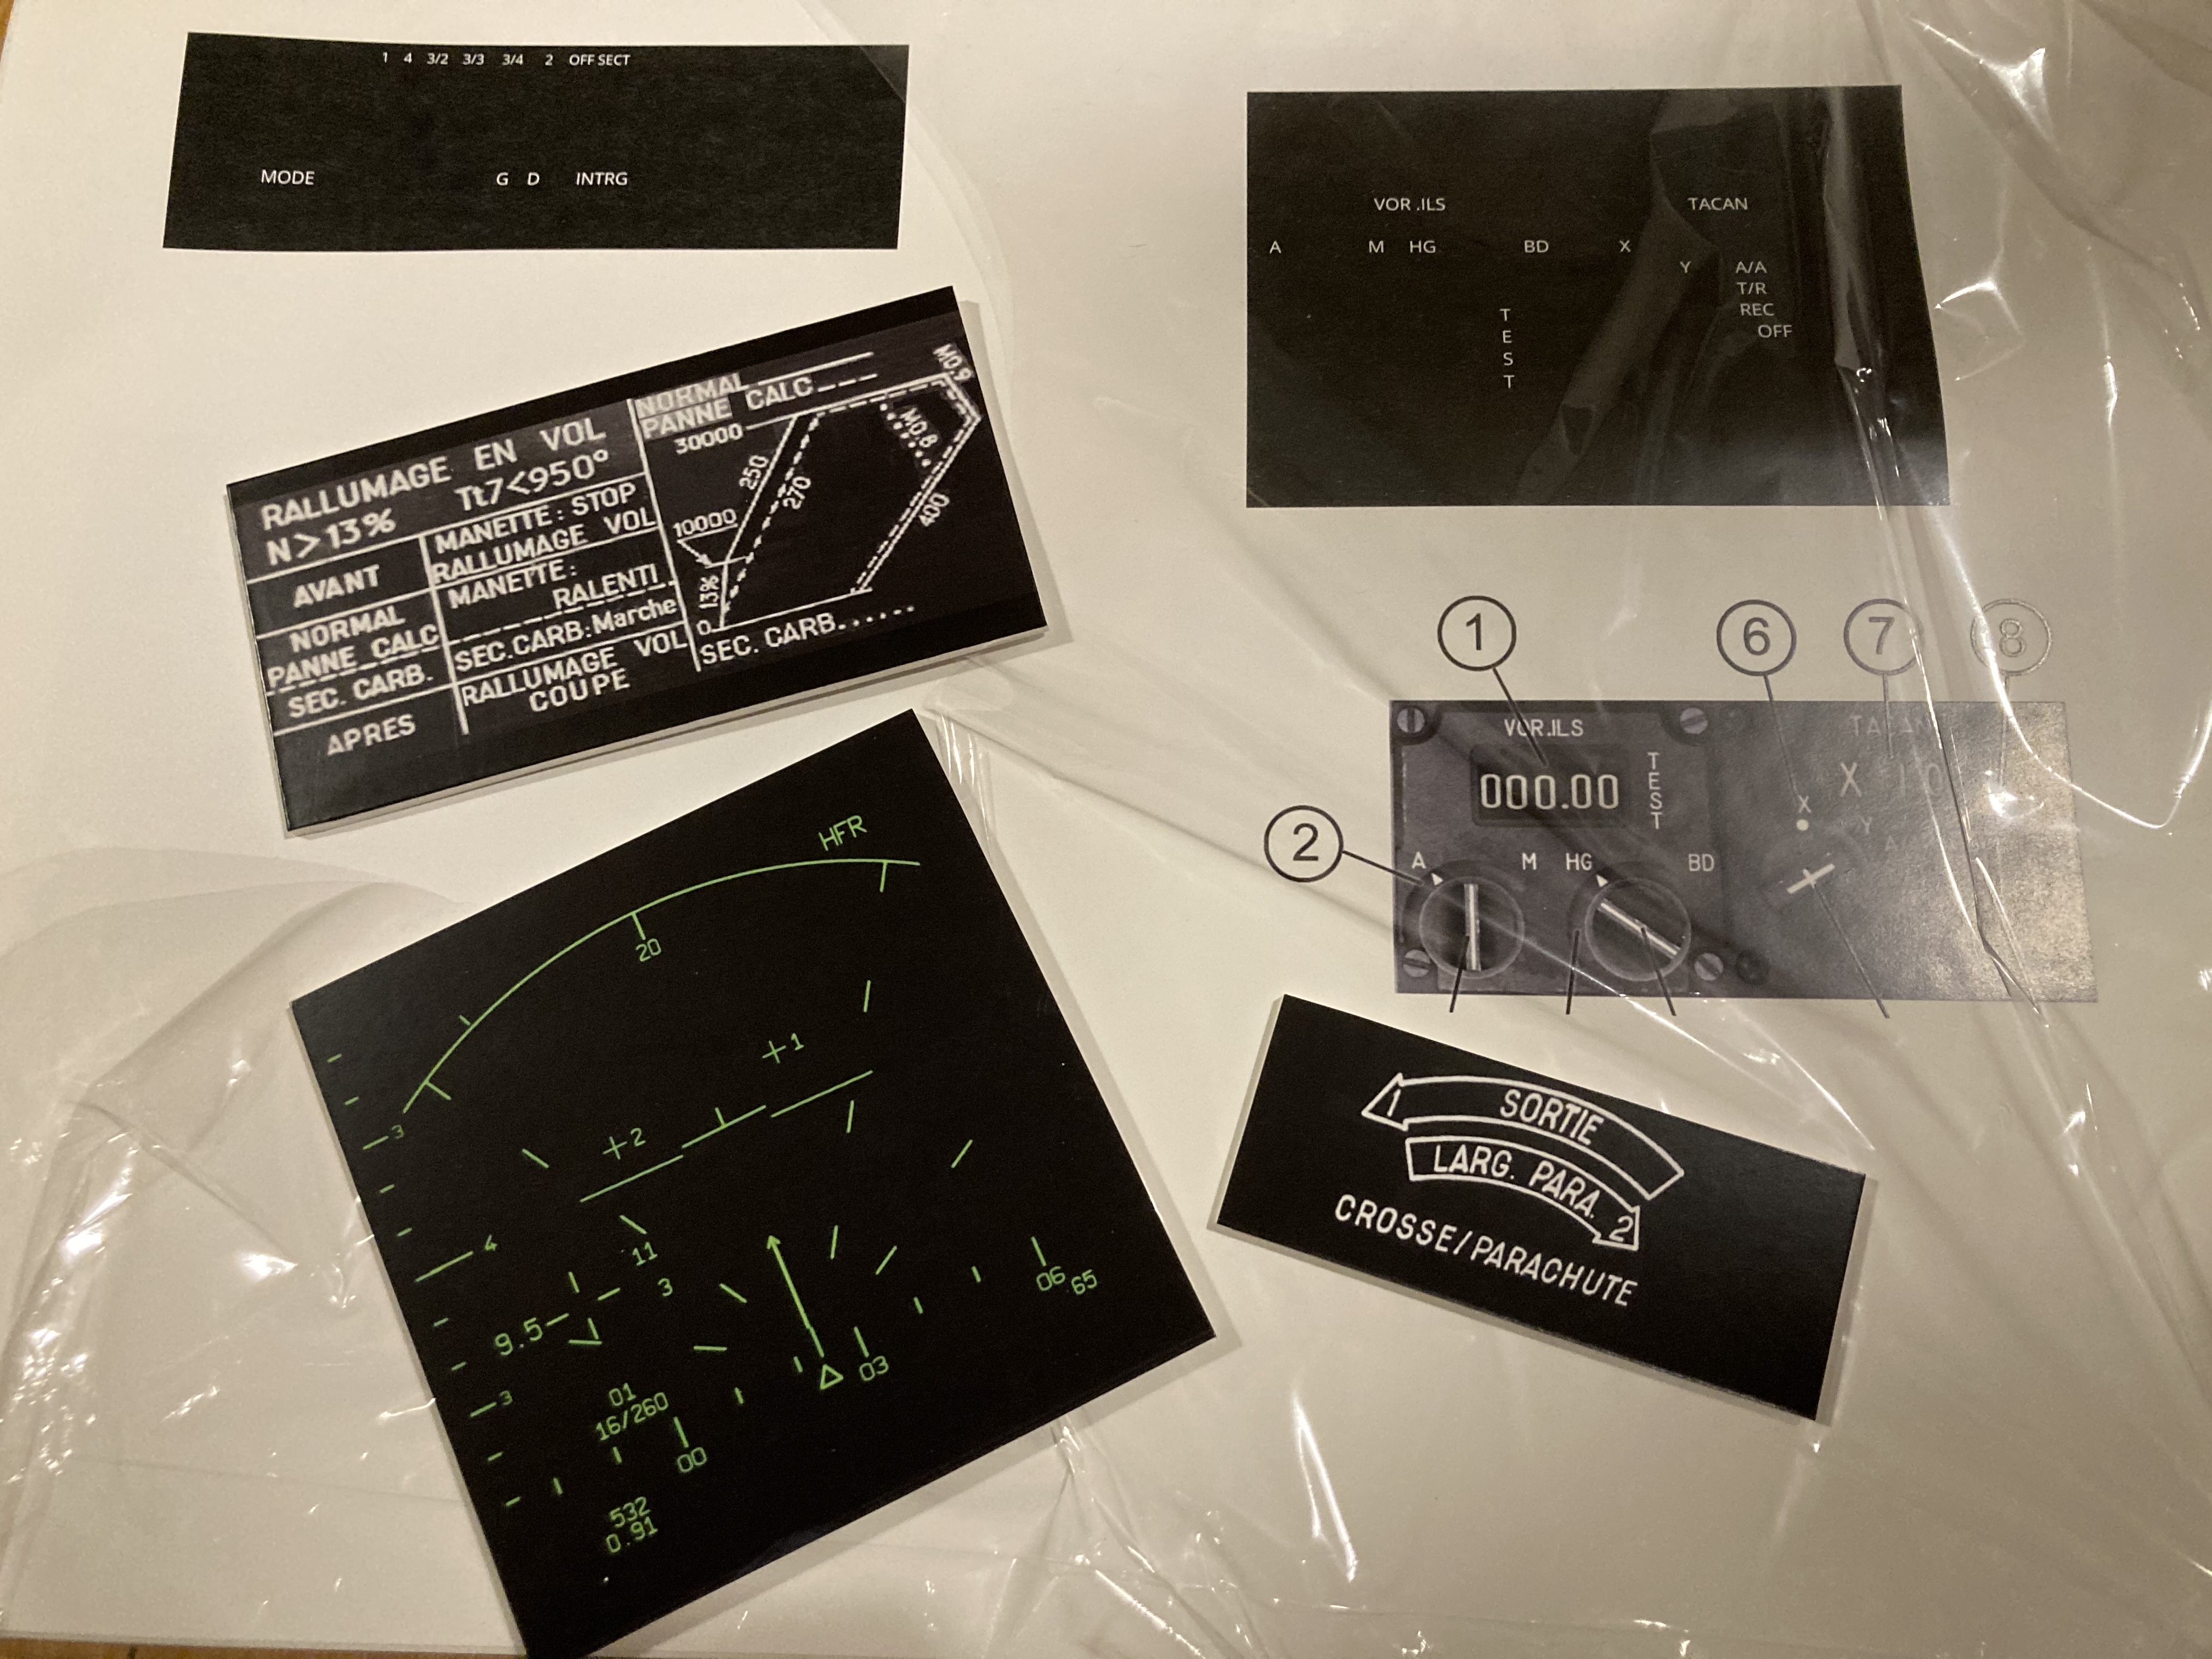 1 4 3/2 3/3 3/4 2 OFF SECT
MODE G D INTRG
VOR .ILS TACAN
A M HG BD X
Y A/A
T/R
REC
OFF
T
E
S
T
RALLUMAGE EN VOL
N>13% Tt7<950°
AVANT
MANETTE: STOP
RALLUMAGE VOL
NORMAL
MANETTE:
RALENTI
PANNE CALC
SEC. CARB.
SEC.CARB:Marche
APRES
RALLUMAGE VOL
COUPE
NORMAL
PANNE CALC
30000
M0.9
M0.8
250
270
400
10000
13%
0
SEC. CARB......
1
6
7
8
2
VOR.ILS
000.00
T
E
S
T
A M HG BD
TACAN
X
X
Y
HFR
20
+1
+2
3
4
11
3
9.5
3
01
16/260
00
03
06
65
532
0.91
1 SORTIE
LARG. PARA. 2
CROSSE/PARACHUTE